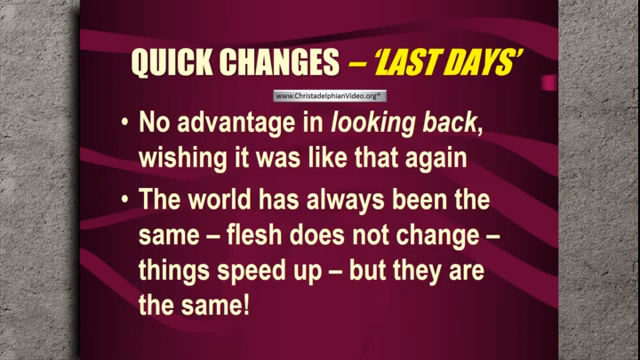 QUICK CHANGES – ‘LAST DAYS’
www.ChristadelphianVideo.org
• No advantage in looking back,
wishing it was like that again
• The world has always been the
same – flesh does not change –
things speed up – but they are
the same!